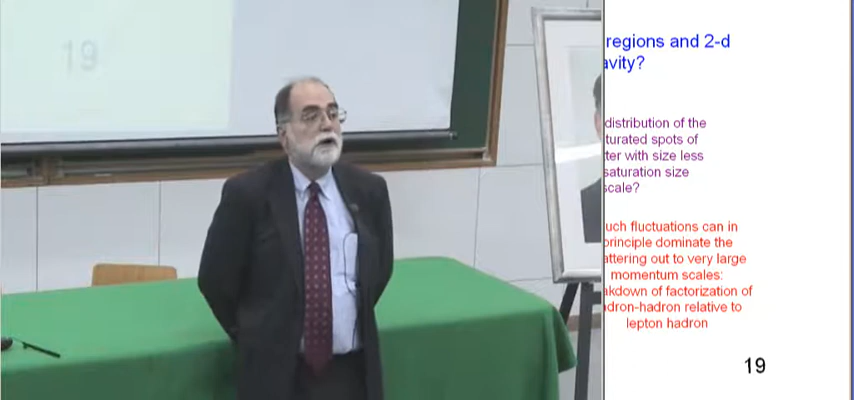 19
regions and 2-d
avity?
distribution of the
turated spots of
tter with size less
saturation size
scale?
uch fluctuations can in
principle dominate the
attering out to very large
momentum scales:
akdown of factorization of
adron-hadron relative to
lepton hadron
19